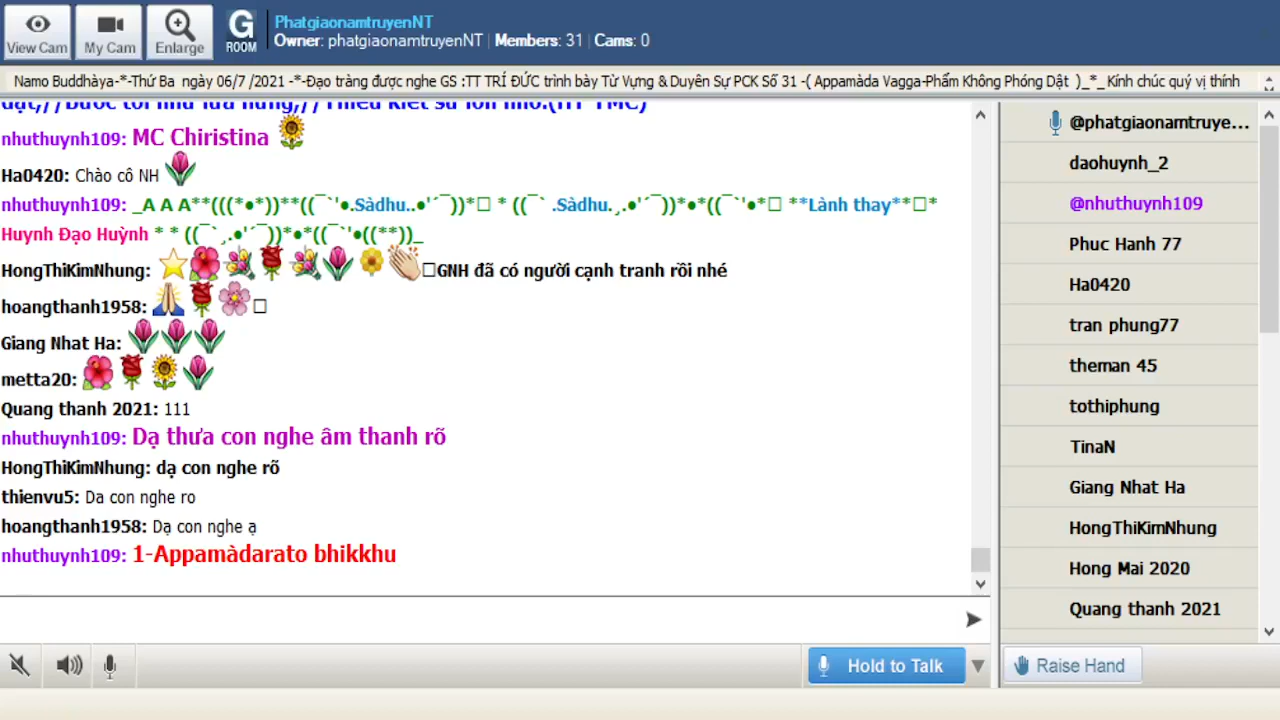 PhatgiaonamtruyenNT
Owner: phatgiaonamtruyenNT | Members: 31 | Cams: 0
View Cam
My Cam
Enlarge
G
ROOM
Namo Buddhàya-*-Thứ Ba ngày 06/7 /2021 -*-Đạo tràng được nghe GS :TT TRÍ ĐỨC trình bày Từ Vựng & Duyên Sự PCK Số 31 -( Appamàda Vagga-Phẩm Không Phóng Dật )_*_ Kính chúc quý vị thính
nhuthuynh109: MC Chiristina
Ha0420: Chào cô NH
nhuthuynh109: _A A A**(((*●*))**((¯`'●.Sàdhu..●'´¯))*□ * ((¯` .Sàdhu.¸.●'´¯))*●*((¯`'●*□ **Lành thay**□*
Huynh Đạo Huỳnh * * ((¯`¸.●'´¯))*●*((¯`'●((**))_
HongThiKimNhung: □GNH đã có người cạnh tranh rồi nhé
hoangthanh1958: □
Giang Nhat Ha:
metta20:
Quang thanh 2021: 111
nhuthuynh109: Dạ thưa con nghe âm thanh rõ
HongThiKimNhung: dạ con nghe rõ
thienvu5: Da con nghe ro
hoangthanh1958: Dạ con nghe ạ
nhuthuynh109: 1-Appamàdarato bhikkhu
@phatgiaonamtruye...
daohuynh_2
@nhuthuynh109
Phuc Hanh 77
Ha0420
tran phung77
theman 45
tothiphung
TinaN
Giang Nhat Ha
HongThiKimNhung
Hong Mai 2020
Quang thanh 2021
Hold to Talk
Raise Hand